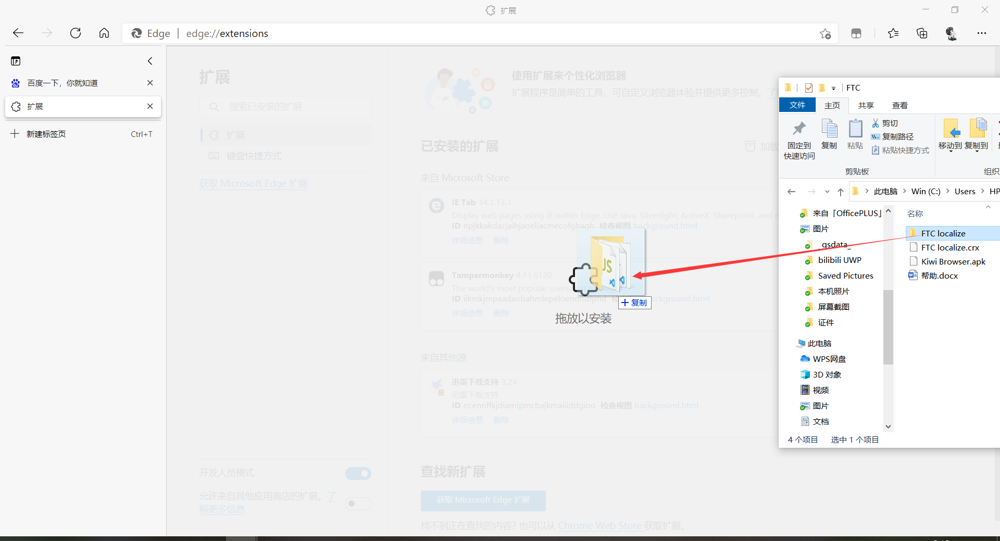 扩展
Edge | edge://extensions
百度一下，你就知道
扩展
新建标签页 Ctrl+T
扩展
搜索已安装的扩展
扩展
键盘快捷方式
获取 Microsoft Edge 扩展
开发人员模式
允许来自其他应用商店的扩展。了
解更多信息
使用扩展来个性化浏览器
扩展程序是简单的工具，可自定义浏览器体验并提供更多控制。
已安装的扩展
加载
来自 Microsoft Store
IE Tab 14.1.13.1
Display web pages using IE within Edge. Use Java, Silverlight, ActiveX, Sharepoint, and
ID npjkkakdacjaihjaoeliacmecofghagh 检查视图 background.html
详细信息 删除
Tampermonkey 4.11.6120
The world's most popular
ID 
详细信息 删除
JS
+ 复制
拖放以安装
来自其他源
迅雷下载支持 3.24
迅雷下载支持
ID ncennffkjdiamlpmcbajkmaiiiddgioo 检查视图 background.html
详细信息 删除
查找新扩展
获取 Microsoft Edge 扩展
找不到正在查找的内容? 也可以从 Chrome Web Store 获取扩展。
FTC
文件 主页 共享 查看
固定到
快速访问
复制
粘贴
剪切
复制路径
粘贴快捷方式
移动到 复制到
剪贴板
组织
此电脑 > Win (C:) > Users > HP
来自「OfficePLUS」
图片
_gsdata_
bilibili UWP
Saved Pictures
本机照片
屏幕截图
证件
此电脑
WPS网盘
3D 对象
视频
图片
文档
名称
FTC localize
FTC localize.crx
Kiwi Browser.apk
帮助.docx
4 个项目 选中 1 个项目